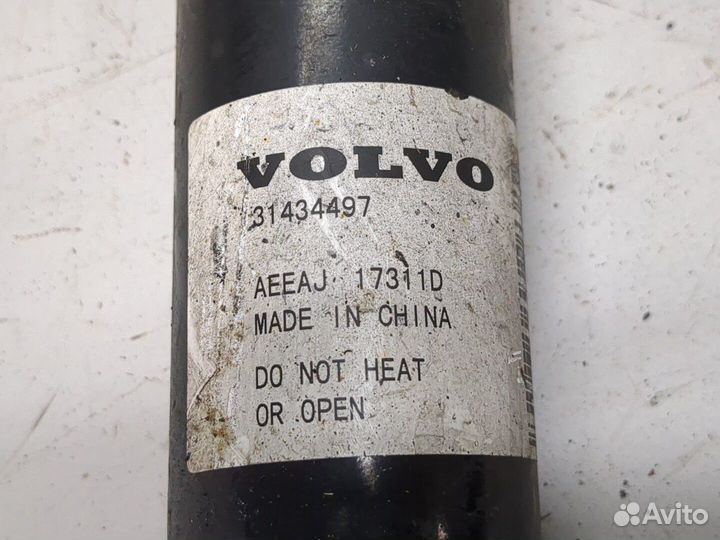 VOLVO
31434497
AEEAJ 17311D
MADE IN CHINA
DO NOT HEAT
OR OPEN
Avito